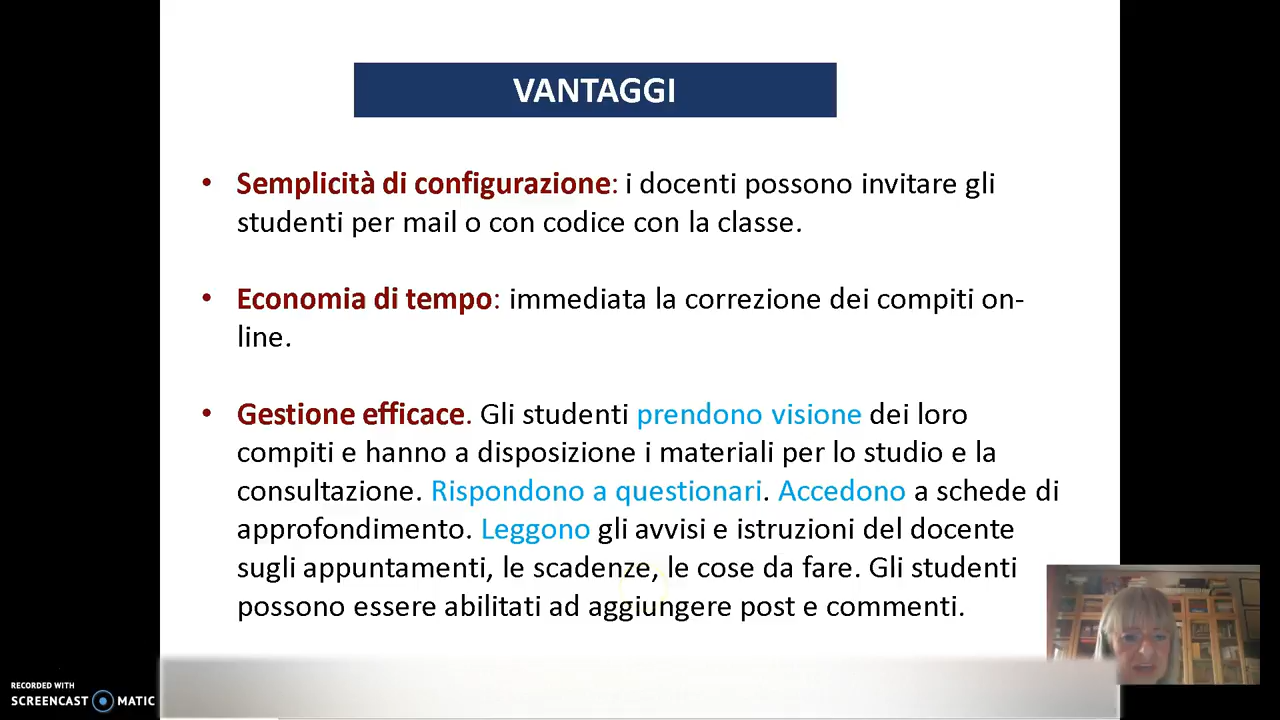 VANTAGGI
• Semplicità di configurazione: i docenti possono invitare gli
studenti per mail o con codice con la classe.
• Economia di tempo: immediata la correzione dei compiti on-
line.
• Gestione efficace. Gli studenti prendono visione dei loro
compiti e hanno a disposizione i materiali per lo studio e la
consultazione. Rispondono a questionari. Accedono a schede di
approfondimento. Leggono gli avvisi e istruzioni del docente
sugli appuntamenti, le scadenze, le cose da fare. Gli studenti
possono essere abilitati ad aggiungere post e commenti.
RECORDED WITH
SCREENCAST MATIC